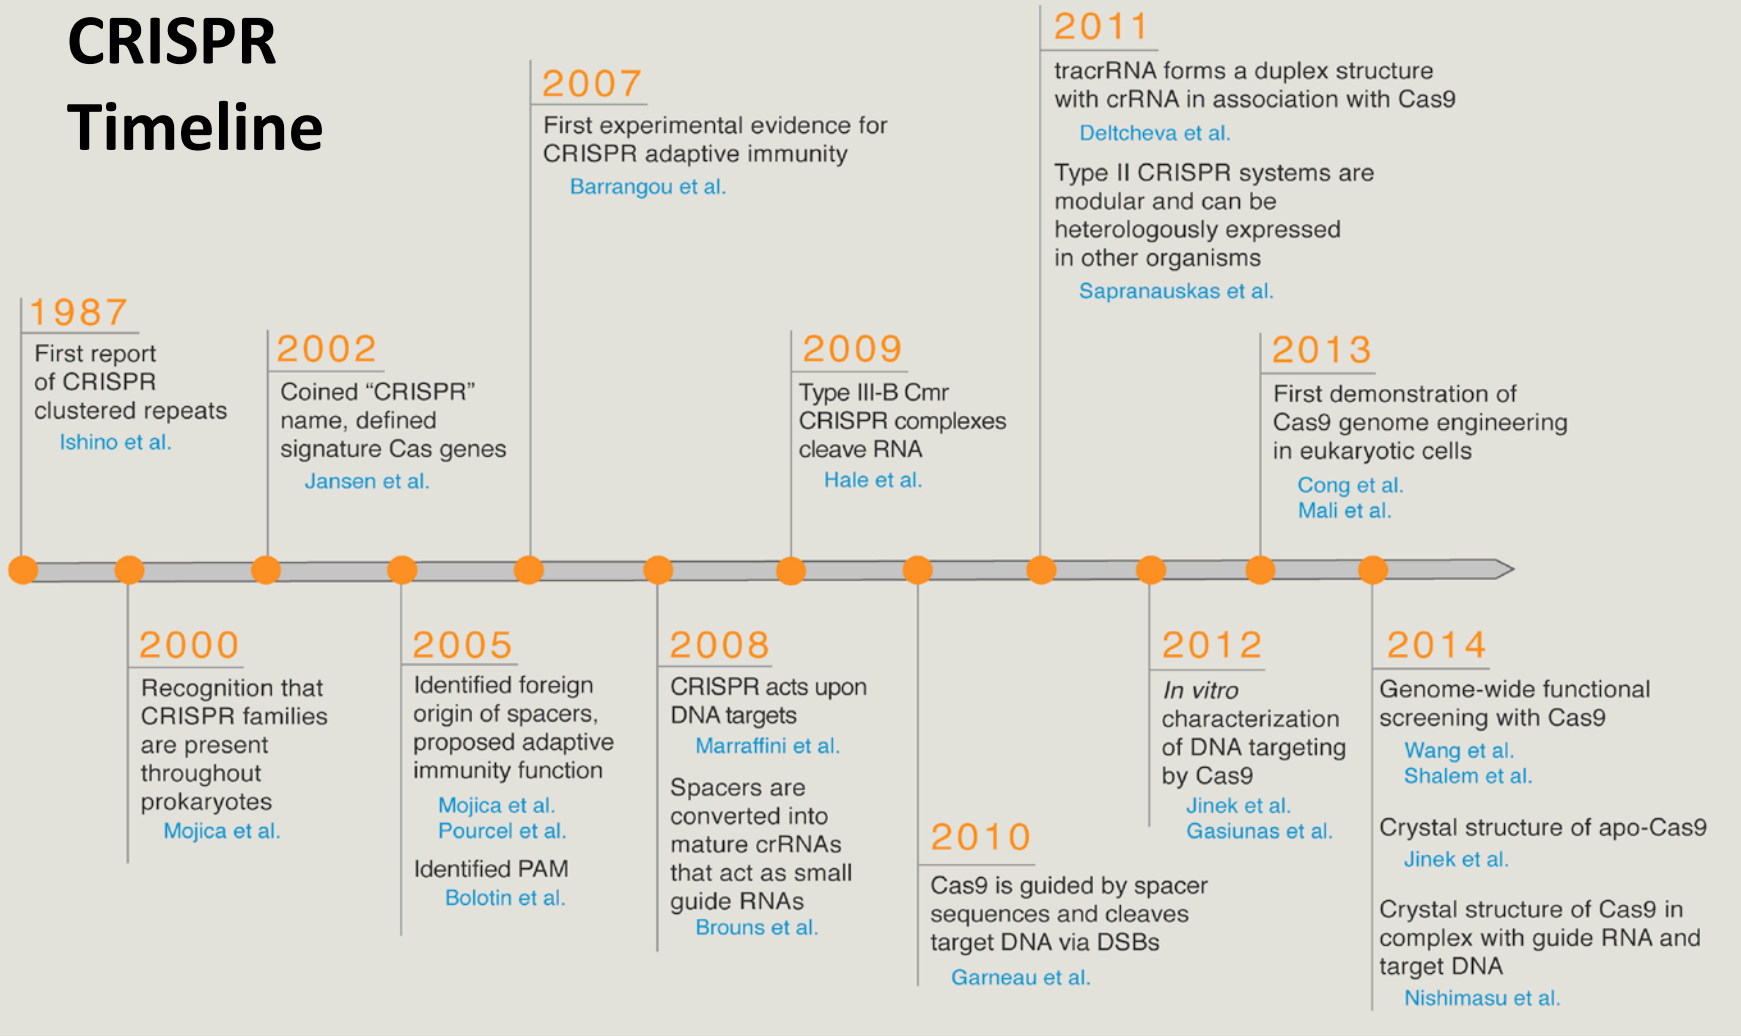 CRISPR
Timeline
1987
First report
of CRISPR
clustered repeats
Ishino et al.
2000
Recognition that
CRISPR families
are present
throughout
prokaryotes
Mojica et al.
2002
Coined “CRISPR”
name, defined
signature Cas genes
Jansen et al.
2005
Identified foreign
origin of spacers,
proposed adaptive
immunity function
Mojica et al.
Pourcel et al.
Identified PAM
Bolotin et al.
2007
First experimental evidence for
CRISPR adaptive immunity
Barrangou et al.
2008
CRISPR acts upon
DNA targets
Marraffini et al.
Spacers are
converted into
mature crRNAs
that act as small
guide RNAs
Brouns et al.
2009
Type III-B Cmr
CRISPR complexes
cleave RNA
Hale et al.
2010
Cas9 is guided by spacer
sequences and cleaves
target DNA via DSBs
Garneau et al.
2011
tracrRNA forms a duplex structure
with crRNA in association with Cas9
Deltcheva et al.
Type II CRISPR systems are
modular and can be
heterologously expressed
in other organisms
Sapranauskas et al.
2012
In vitro
characterization
of DNA targeting
by Cas9
Jinek et al.
Gasiunas et al.
2013
First demonstration of
Cas9 genome engineering
in eukaryotic cells
Cong et al.
Mali et al.
2014
Genome-wide functional
screening with Cas9
Wang et al.
Shalem et al.
Crystal structure of apo-Cas9
Jinek et al.
Crystal structure of Cas9 in
complex with guide RNA and
target DNA
Nishimasu et al.